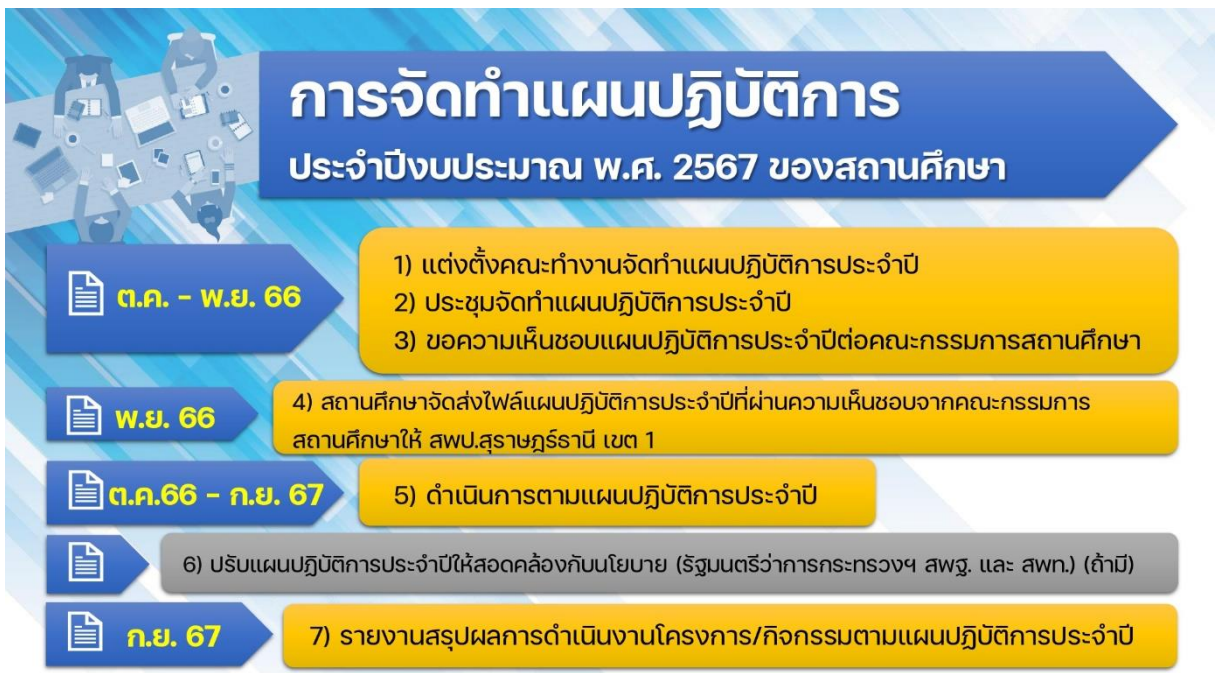 การจัดทำแผนปฏิบัติการ
ประจำปีงบประมาณ พ.ศ. 2567 ของสถานศึกษา
ต.ค. - พ.ย. 66
1) แต่งตั้งคณะทำงานจัดทำแผนปฏิบัติการประจำปี
2) ประชุมจัดทำแผนปฏิบัติการประจำปี
3) ขอความเห็นชอบแผนปฏิบัติการประจำปีต่อคณะกรรมการสถานศึกษา
พ.ย. 66
4) สถานศึกษาจัดส่งไฟล์แผนปฏิบัติการประจำปีที่ผ่านความเห็นชอบจากคณะกรรมการ
สถานศึกษาให้ สพป.สุราษฎร์ธานี เขต 1
ต.ค.66 - ก.ย. 67
5) ดำเนินการตามแผนปฏิบัติการประจำปี
6) ปรับแผนปฏิบัติการประจำปีให้สอดคล้องกับนโยบาย (รัฐมนตรีว่าการกระทรวงฯ สพฐ. และ สพท.) (ถ้ามี)
ก.ย. 67
7) รายงานสรุปผลการดำเนินงานโครงการ/กิจกรรมตามแผนปฏิบัติการประจำปี